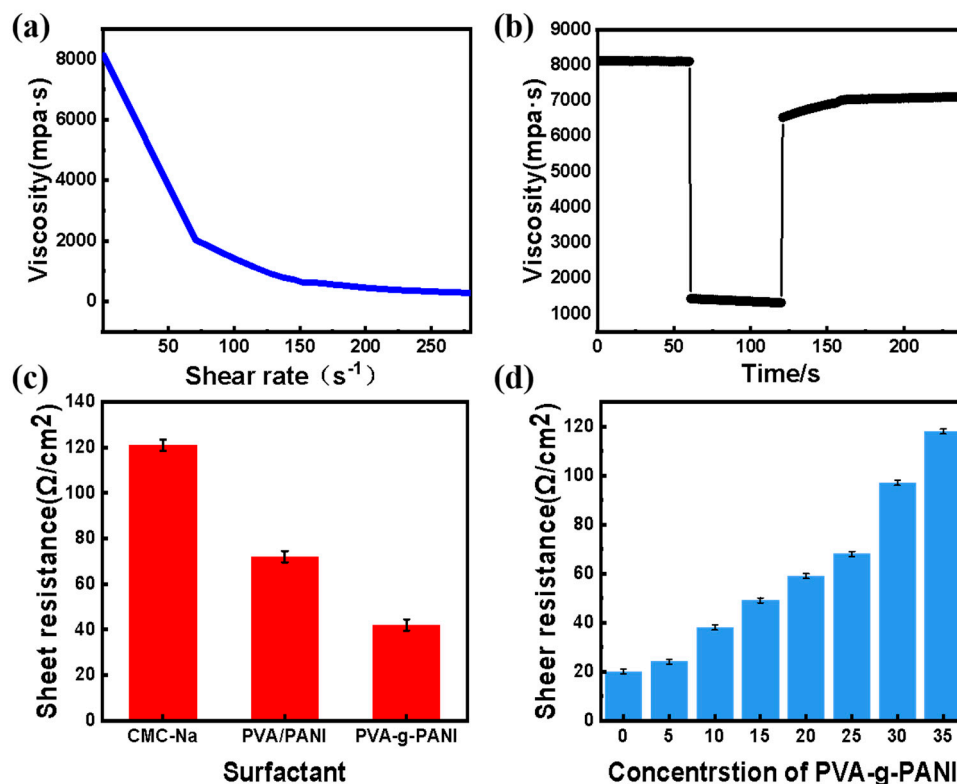 (a)
8000
6000
4000
2000
0
Viscosity(mpa·s)
0 50 100 150 200 250
Shear rate (s⁻¹)
(b)
9000
8000
7000
6000
5000
4000
3000
2000
1000
Viscosity(mpa·s)
0 50 100 150 200
Time/s
(c)
140
120
100
80
60
40
20
0
Sheet resistance(Ω/cm²)
CMC-Na PVA/PANI PVA-g-PANI
Surfactant
(d)
120
100
80
60
40
20
0
Sheer resistance(Ω/cm²)
0 5 10 15 20 25 30 35
Concentrstion of PVA-g-PANI